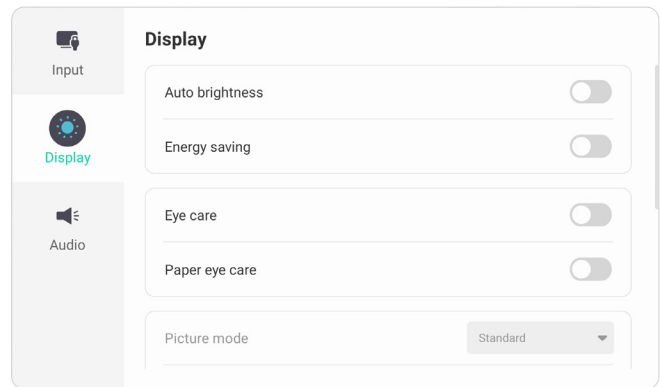 Display
Input
Auto brightness
Energy saving
Display
Eye care
Paper eye care
Audio
Picture mode
Standard